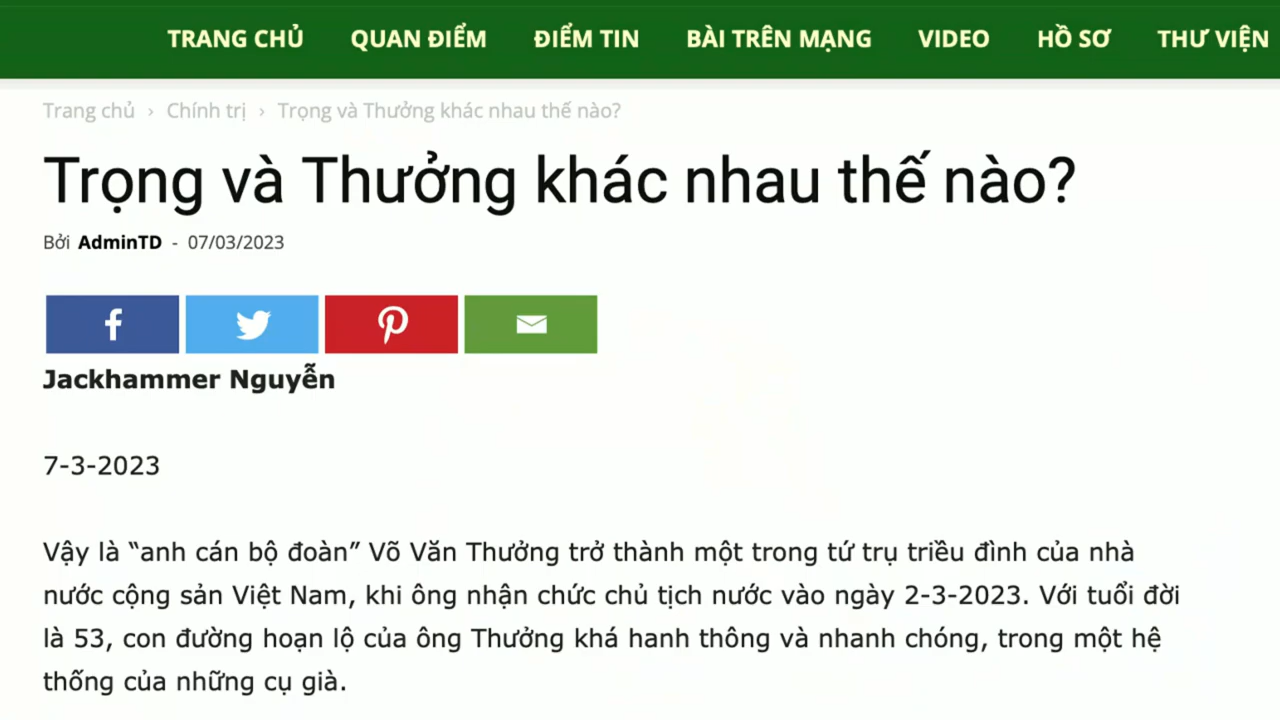 TRANG CHỦ QUAN ĐIỂM ĐIỂM TIN BÀI TRÊN MẠNG VIDEO HỒ SƠ THƯ VIỆN
Trang chủ › Chính trị › Trọng và Thưởng khác nhau thế nào?
Trọng và Thưởng khác nhau thế nào?
Bởi AdminTD - 07/03/2023
Jackhammer Nguyễn
7-3-2023
Vậy là “anh cán bộ đoàn” Võ Văn Thưởng trở thành một trong tứ trụ triều đình của nhà
nước cộng sản Việt Nam, khi ông nhận chức chủ tịch nước vào ngày 2-3-2023. Với tuổi đời
là 53, con đường hoạn lộ của ông Thưởng khá hanh thông và nhanh chóng, trong một hệ
thống của những cụ già.